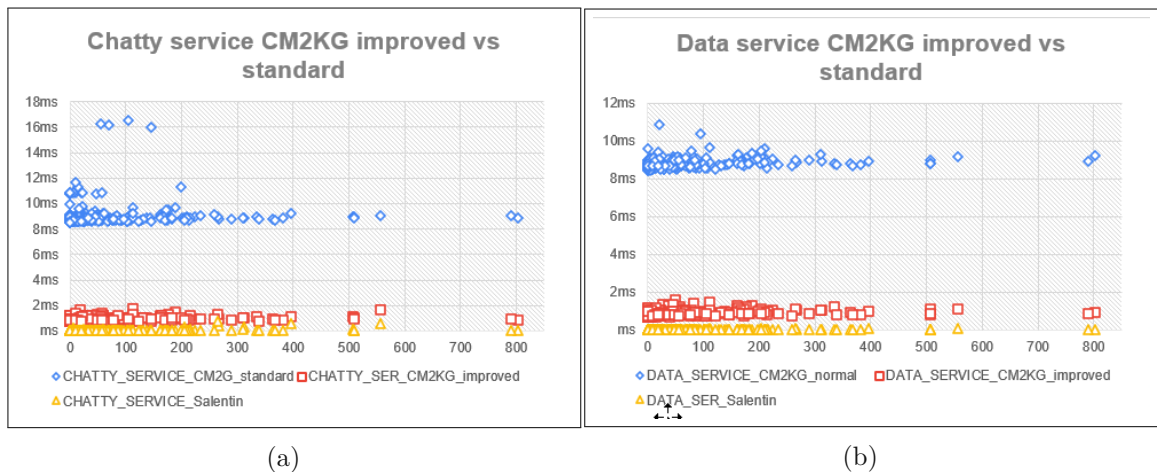 Chatty service CM2KG improved vs
standard
18ms
16ms
14ms
12ms
10ms
8ms
6ms
4ms
2ms
ms
0 100 200 300 400 500 600 700 800
CHATTY_SERVICE_CM2G_standard CHATTY_SER_CM2KG_improved
CHATTY_SERVICE_Salentin
(a)
Data service CM2KG improved vs
standard
12ms
10ms
8ms
6ms
4ms
2ms
ms
0 100 200 300 400 500 600 700 800
DATA_SERVICE_CM2KG_normal DATA_SERVICE_CM2KG_improved
DATA_SER_Salentin
(b)